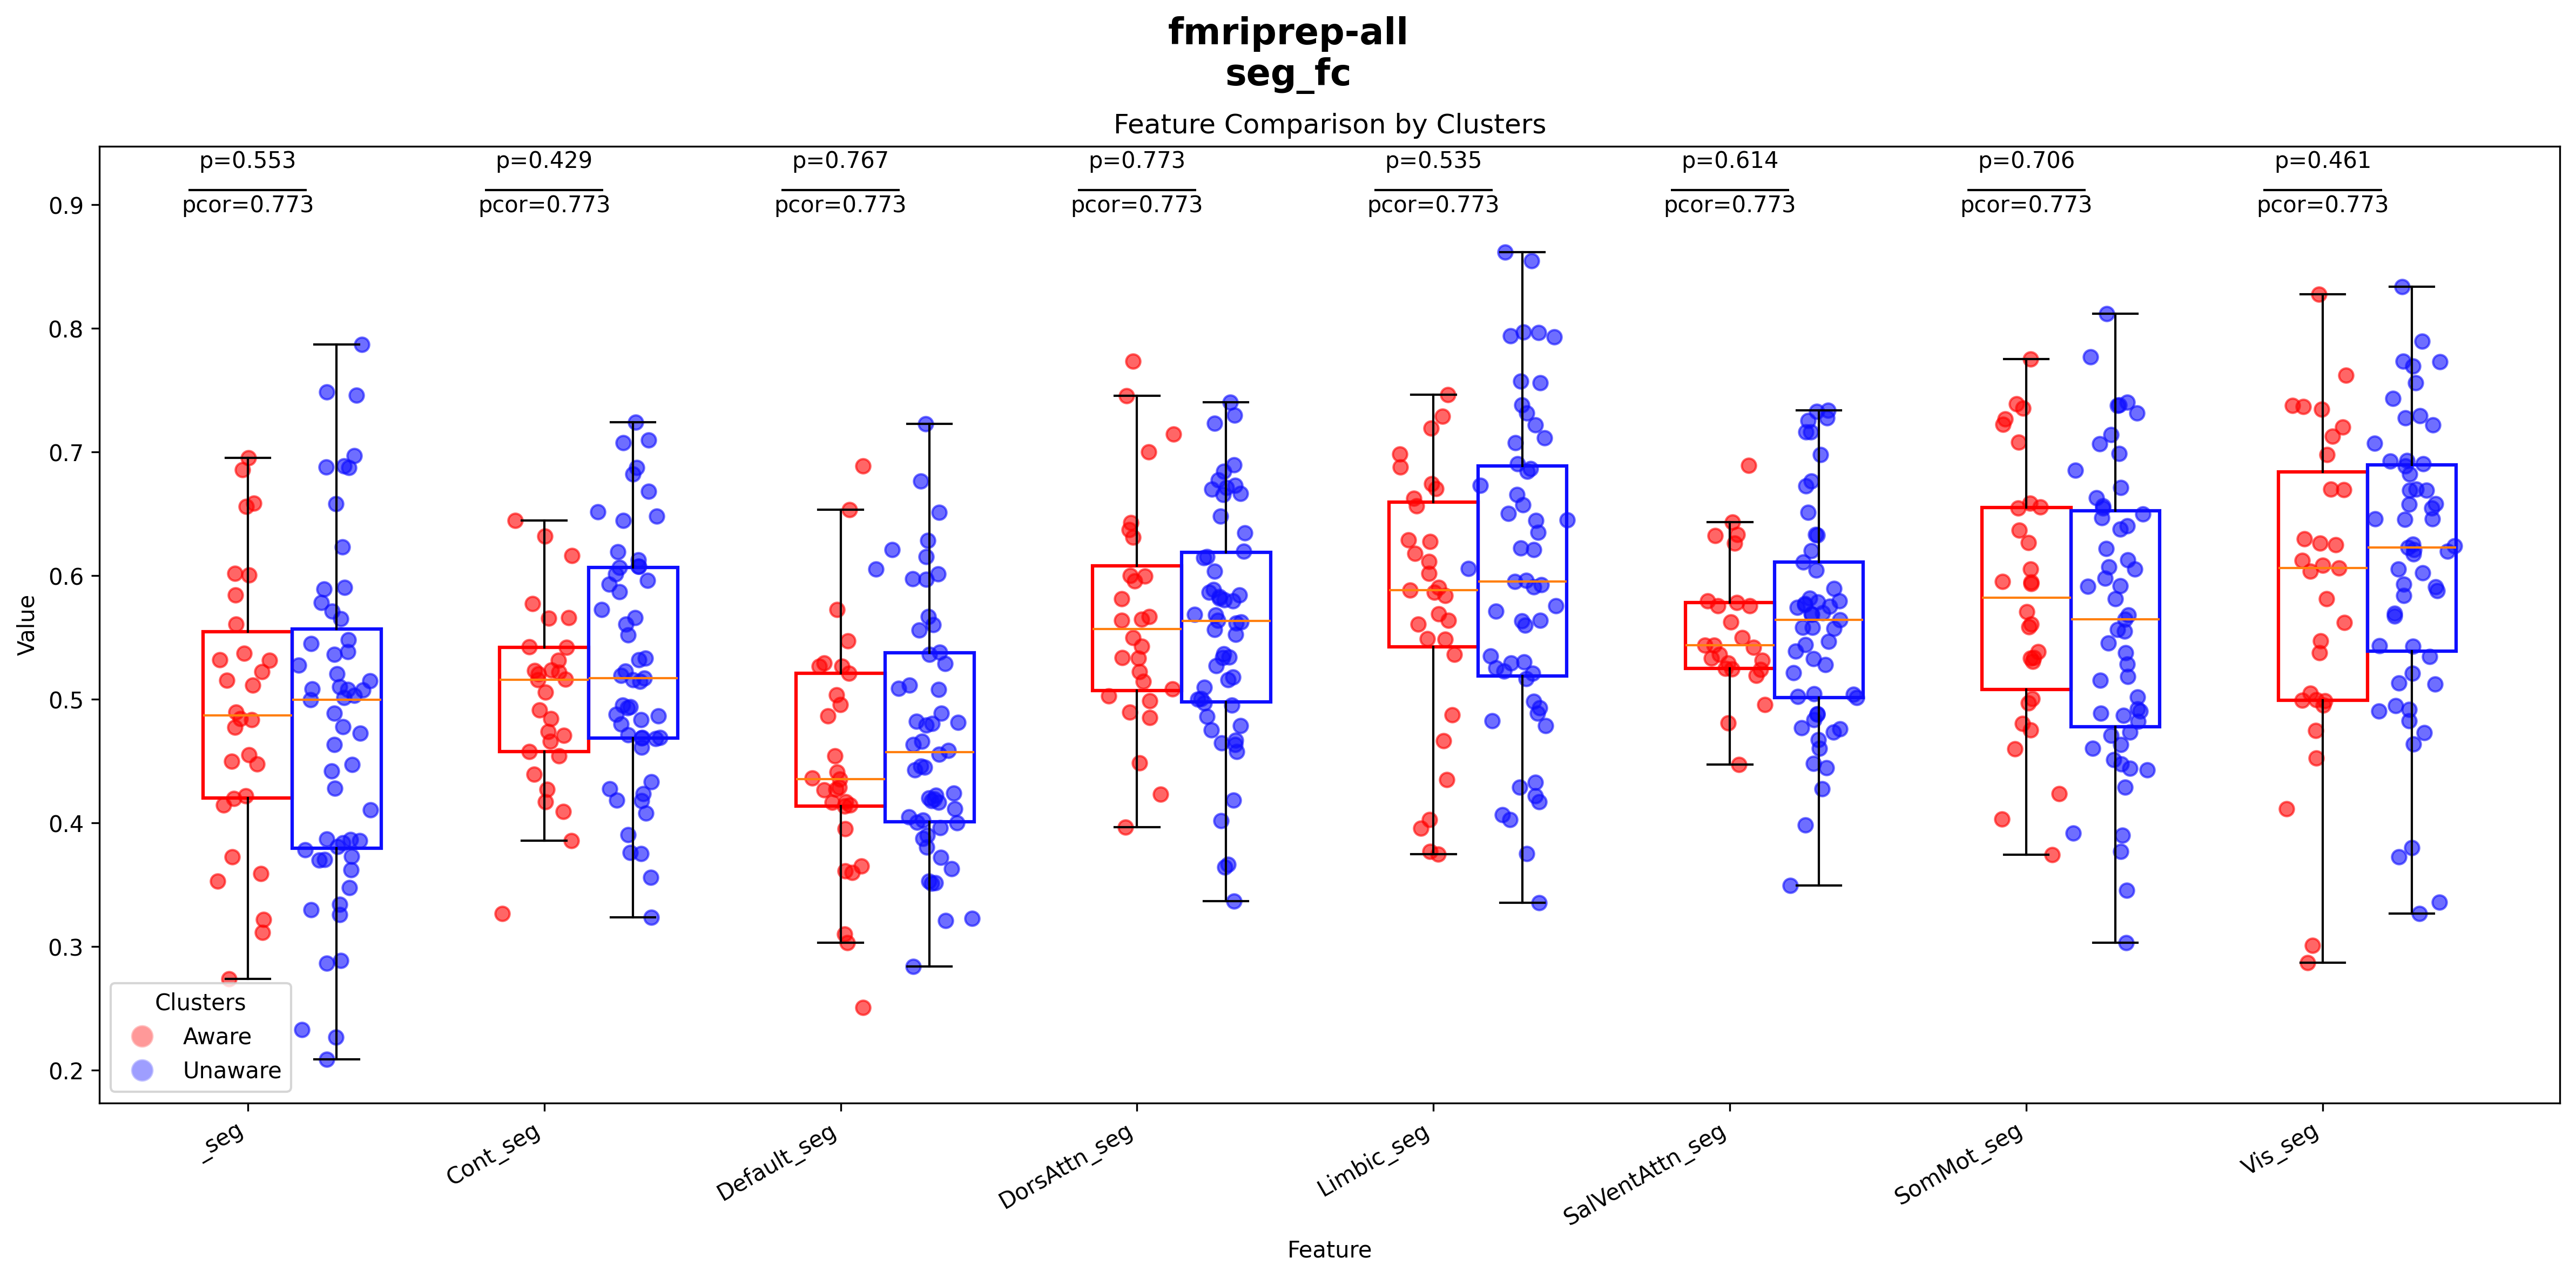 fmriprep-all
seg_fc
Feature Comparison by Clusters
p=0.553 p=0.429 p=0.767 p=0.773 p=0.535 p=0.614 p=0.706 p=0.461
pcor=0.773 pcor=0.773 pcor=0.773 pcor=0.773 pcor=0.773 pcor=0.773 pcor=0.773 pcor=0.773
Value
0.9
0.8
0.7
0.6
0.5
0.4
0.3
0.2
Clusters
Aware
Unaware
_seg Cont_seg Default_seg DorsAttn_seg Limbic_seg SalVentAttn_seg SomMot_seg Vis_seg
Feature